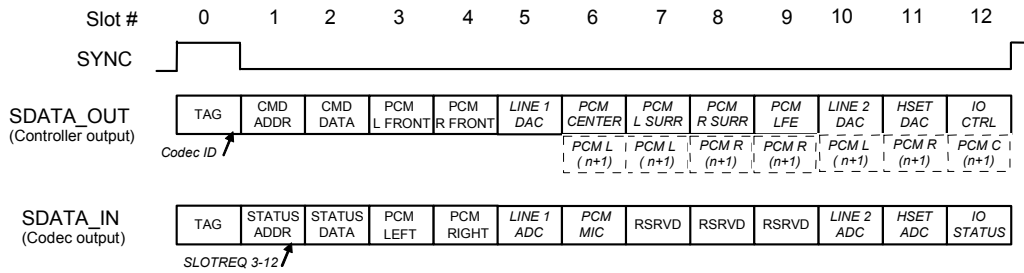 Slot # 0 1 2 3 4 5 6 7 8 9 10 11 12
SYNC
SDATA_OUT
(Controller output)
TAG
CMD ADDR
CMD DATA
PCM L FRONT
PCM R FRONT
LINE 1 DAC
PCM CENTER
PCM L SURR
PCM R SURR
PCM LFE
LINE 2 DAC
HSET DAC
IO CTRL
Codec ID
PCM L ( n+1)
PCM L ( n+1)
PCM R (n+1)
PCM R (n+1)
PCM L ( n+1)
PCM R (n+1)
PCM C (n+1)
SDATA_IN
(Codec output)
TAG
STATUS ADDR
STATUS DATA
PCM LEFT
PCM RIGHT
LINE 1 ADC
PCM MIC
RSRVD
RSRVD
RSRVD
LINE 2 ADC
HSET ADC
IO STATUS
SLOTREQ 3-12